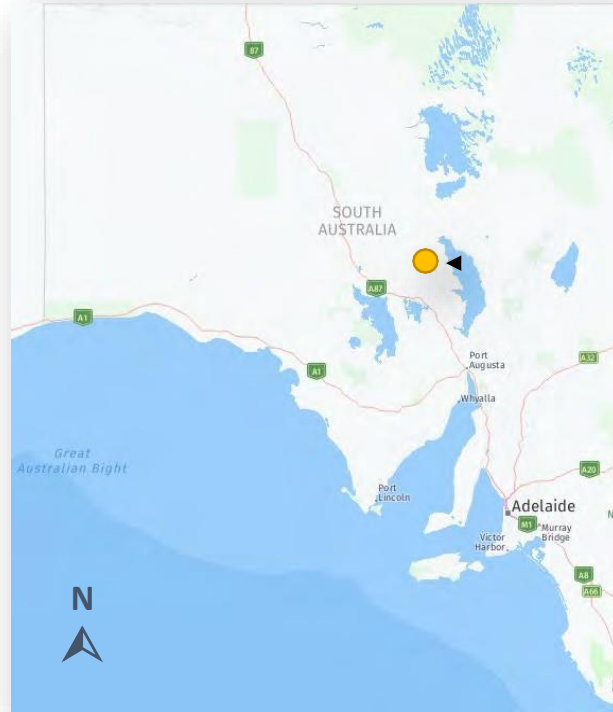 87
SOUTH
AUSTRALIA
A87
A1
Port
Augusta
A32
A1
Whyalla
Great
Australian Bight
A20
Port
Lincoln
Adelaide
M1
Murray
Bridge
Victor
Harbor
N
A8
A66
N